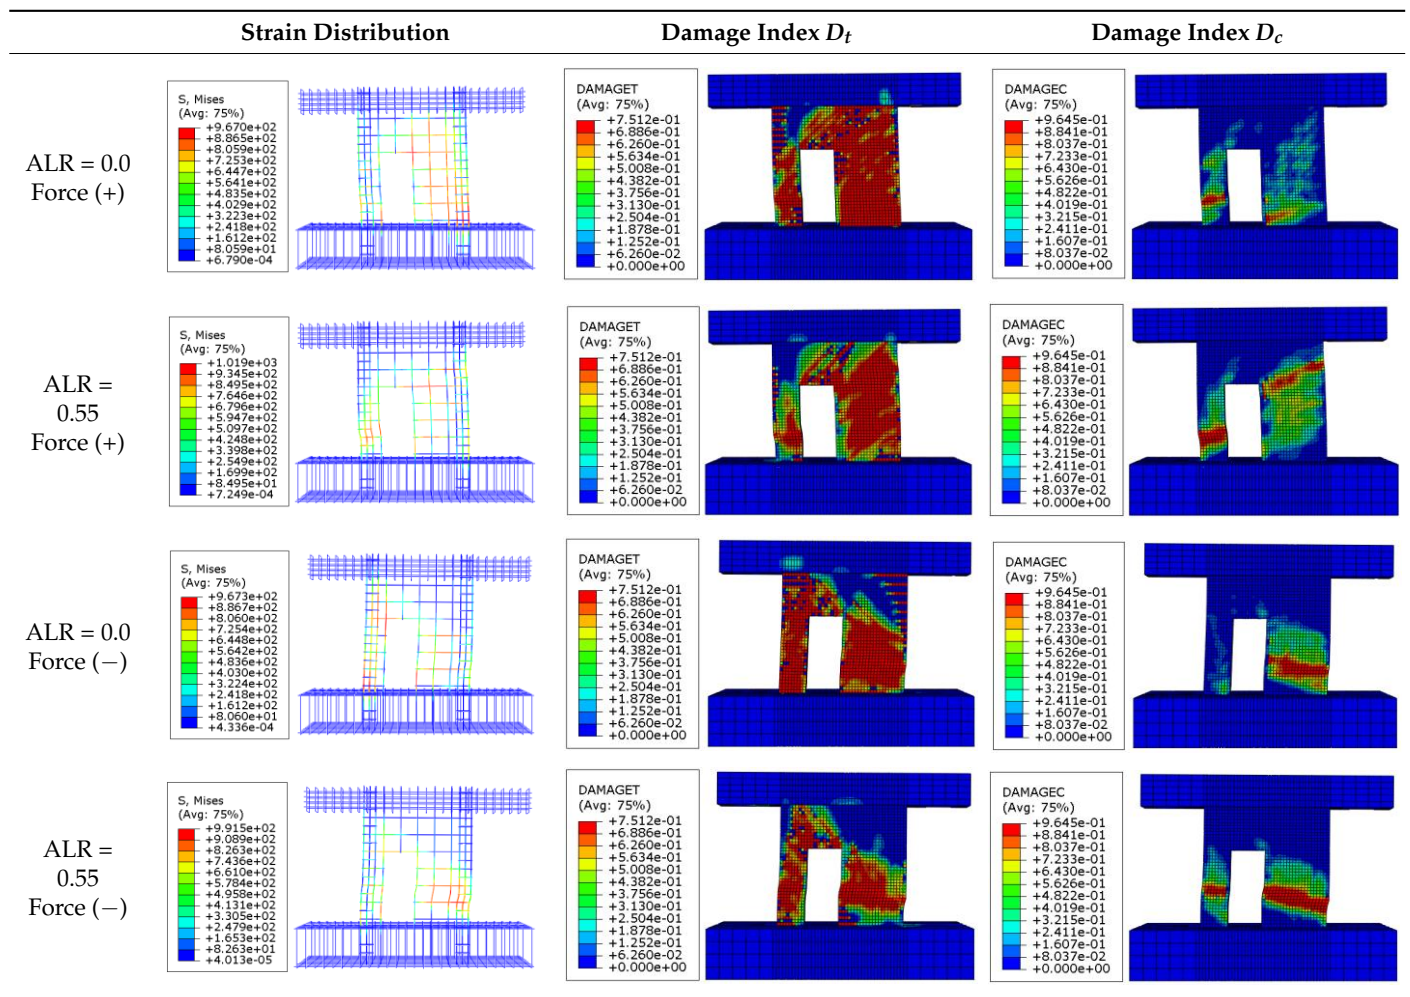 Strain Distribution
Damage Index Dt
Damage Index Dc
ALR = 0.0
Force (+)
S, Mises
(Avg: 75%)
+9.670e+02
+8.865e+02
+8.059e+02
+7.253e+02
+6.447e+02
+5.641e+02
+4.835e+02
+4.029e+02
+3.223e+02
+2.418e+02
+1.612e+02
+8.059e+01
+6.790e-04
DAMAGET
(Avg: 75%)
+7.512e-01
+6.886e-01
+6.260e-01
+5.634e-01
+5.008e-01
+4.382e-01
+3.756e-01
+3.130e-01
+2.504e-01
+1.878e-01
+1.252e-01
+6.260e-02
+0.000e+00
DAMAGEC
(Avg: 75%)
+9.645e-01
+8.841e-01
+8.037e-01
+7.233e-01
+6.430e-01
+5.626e-01
+4.822e-01
+4.019e-01
+3.215e-01
+2.411e-01
+1.607e-01
+8.037e-02
+0.000e+00
ALR =
0.55
Force (+)
S, Mises
(Avg: 75%)
+1.019e+03
+9.345e+02
+8.495e+02
+7.646e+02
+6.796e+02
+5.947e+02
+5.097e+02
+4.248e+02
+3.398e+02
+2.549e+02
+1.699e+02
+8.495e+01
+7.249e-04
DAMAGET
(Avg: 75%)
+7.512e-01
+6.886e-01
+6.260e-01
+5.634e-01
+5.008e-01
+4.382e-01
+3.756e-01
+3.130e-01
+2.504e-01
+1.878e-01
+1.252e-01
+6.260e-02
+0.000e+00
DAMAGEC
(Avg: 75%)
+9.645e-01
+8.841e-01
+8.037e-01
+7.233e-01
+6.430e-01
+5.626e-01
+4.822e-01
+4.019e-01
+3.215e-01
+2.411e-01
+1.607e-01
+8.037e-02
+0.000e+00
ALR = 0.0
Force (−)
S, Mises
(Avg: 75%)
+9.673e+02
+8.867e+02
+8.060e+02
+7.254e+02
+6.448e+02
+5.642e+02
+4.836e+02
+4.030e+02
+3.224e+02
+2.418e+02
+1.612e+02
+8.060e+01
+4.336e-04
DAMAGET
(Avg: 75%)
+7.512e-01
+6.886e-01
+6.260e-01
+5.634e-01
+5.008e-01
+4.382e-01
+3.756e-01
+3.130e-01
+2.504e-01
+1.878e-01
+1.252e-01
+6.260e-02
+0.000e+00
DAMAGEC
(Avg: 75%)
+9.645e-01
+8.841e-01
+8.037e-01
+7.233e-01
+6.430e-01
+5.626e-01
+4.822e-01
+4.019e-01
+3.215e-01
+2.411e-01
+1.607e-01
+8.037e-02
+0.000e+00
ALR =
0.55
Force (−)
S, Mises
(Avg: 75%)
+9.915e+02
+9.089e+02
+8.263e+02
+7.436e+02
+6.610e+02
+5.784e+02
+4.958e+02
+4.131e+02
+3.305e+02
+2.479e+02
+1.653e+02
+8.263e+01
+4.013e-05
DAMAGET
(Avg: 75%)
+7.512e-01
+6.886e-01
+6.260e-01
+5.634e-01
+5.008e-01
+4.382e-01
+3.756e-01
+3.130e-01
+2.504e-01
+1.878e-01
+1.252e-01
+6.260e-02
+0.000e+00
DAMAGEC
(Avg: 75%)
+9.645e-01
+8.841e-01
+8.037e-01
+7.233e-01
+6.430e-01
+5.626e-01
+4.822e-01
+4.019e-01
+3.215e-01
+2.411e-01
+1.607e-01
+8.037e-02
+0.000e+00